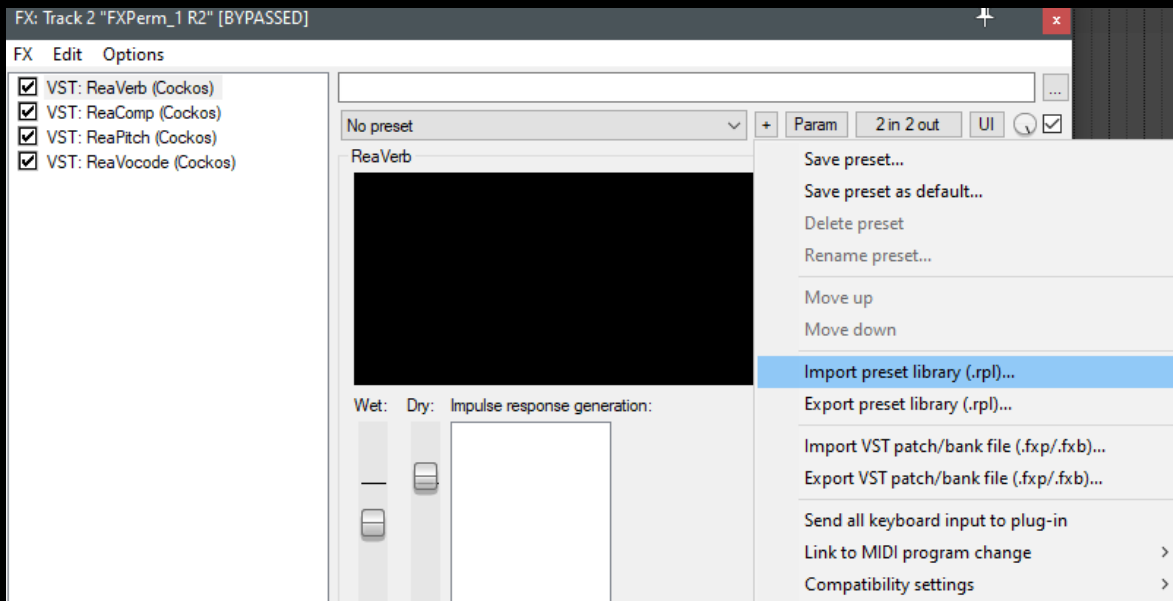 FX: Track 2 "FXPerm_1 R2" [BYPASSED]
x
FX Edit Options
VST: ReaVerb (Cockos)
VST: ReaComp (Cockos)
VST: ReaPitch (Cockos)
VST: ReaVocode (Cockos)
...
No preset
+ Param 2 in 2 out UI
ReaVerb
Wet: Dry: Impulse response generation:
Save preset...
Save preset as default...
Delete preset
Rename preset...
Move up
Move down
Import preset library (.rpl)...
Export preset library (.rpl)...
Import VST patch/bank file (.fxp/.fxb)...
Export VST patch/bank file (.fxp/.fxb)...
Send all keyboard input to plug-in
Link to MIDI program change
Compatibility settings